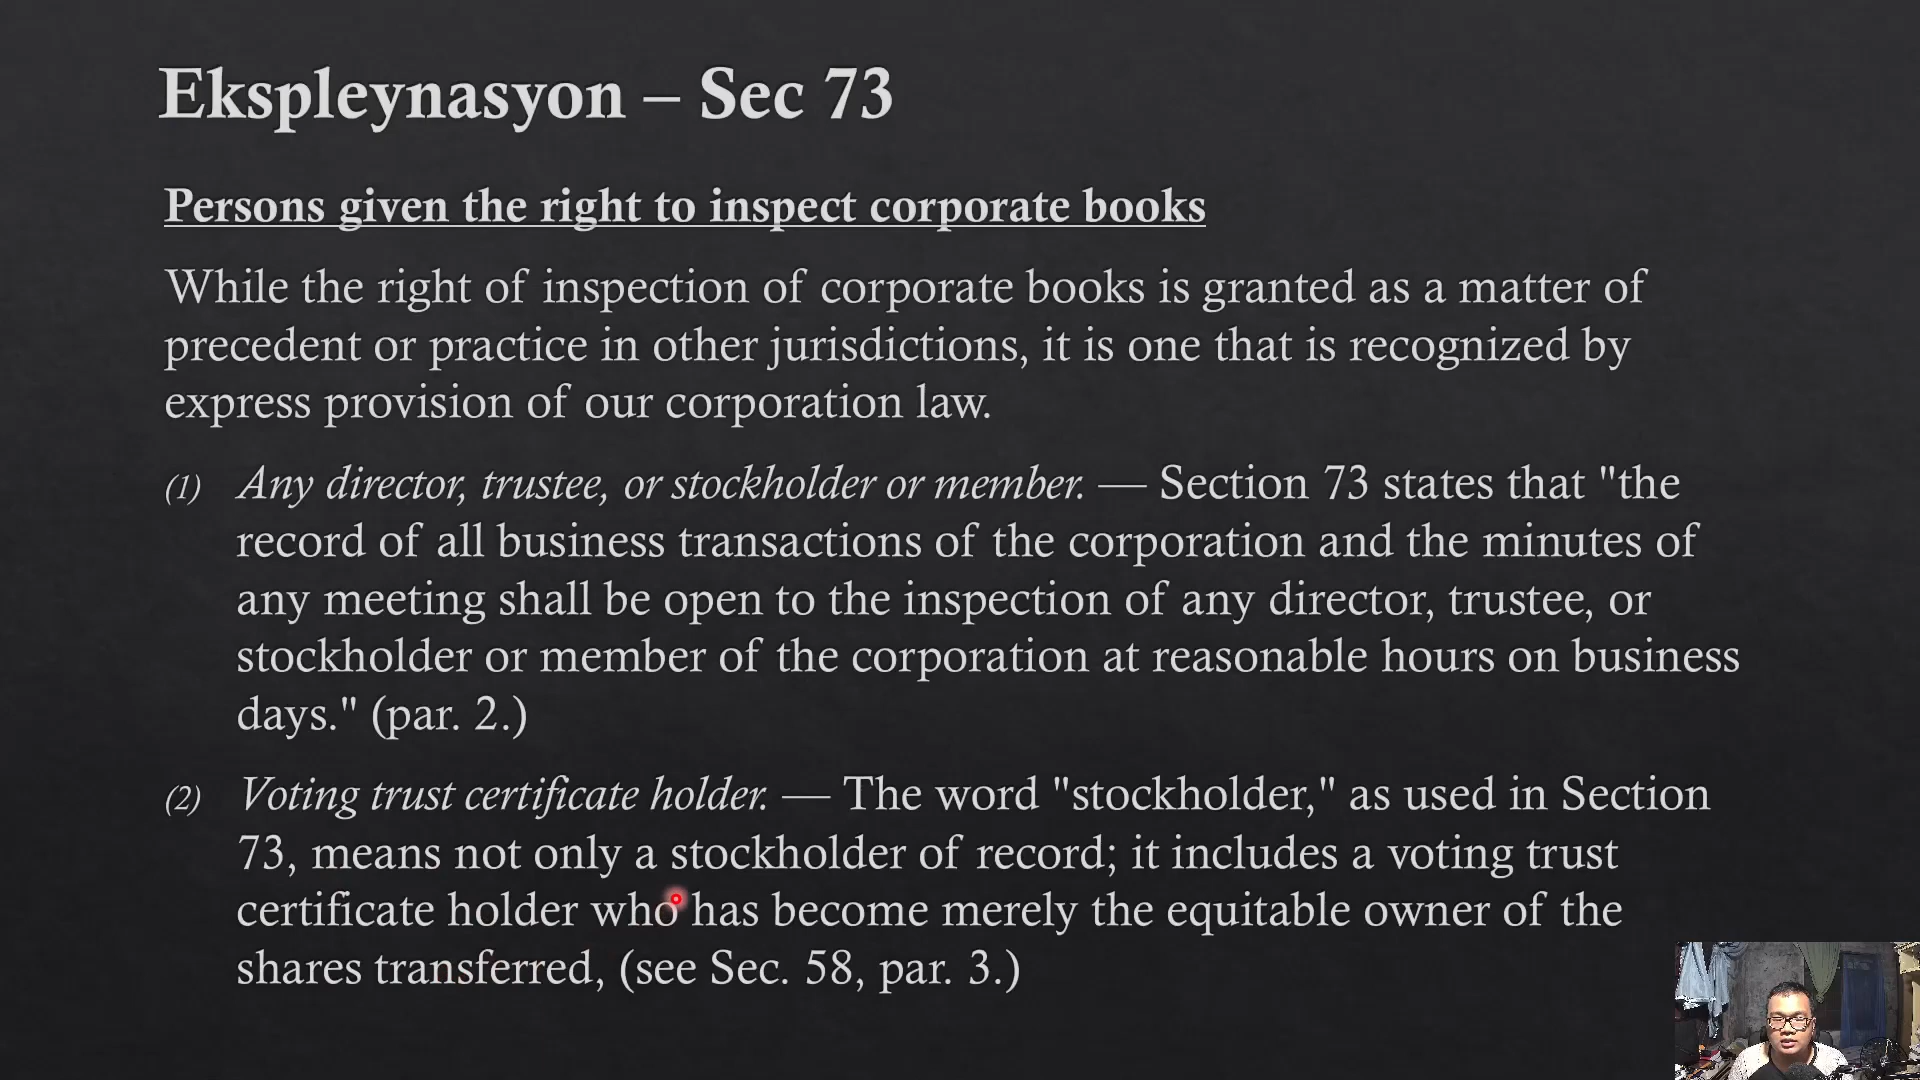 Ekspleynasyon – Sec 73
Persons given the right to inspect corporate books
While the right of inspection of corporate books is granted as a matter of
precedent or practice in other jurisdictions, it is one that is recognized by
express provision of our corporation law.
(1) Any director, trustee, or stockholder or member. — Section 73 states that "the
record of all business transactions of the corporation and the minutes of
any meeting shall be open to the inspection of any director, trustee, or
stockholder or member of the corporation at reasonable hours on business
days." (par. 2.)
(2) Voting trust certificate holder. — The word "stockholder," as used in Section
73, means not only a stockholder of record; it includes a voting trust
certificate holder who has become merely the equitable owner of the
shares transferred, (see Sec. 58, par. 3.)